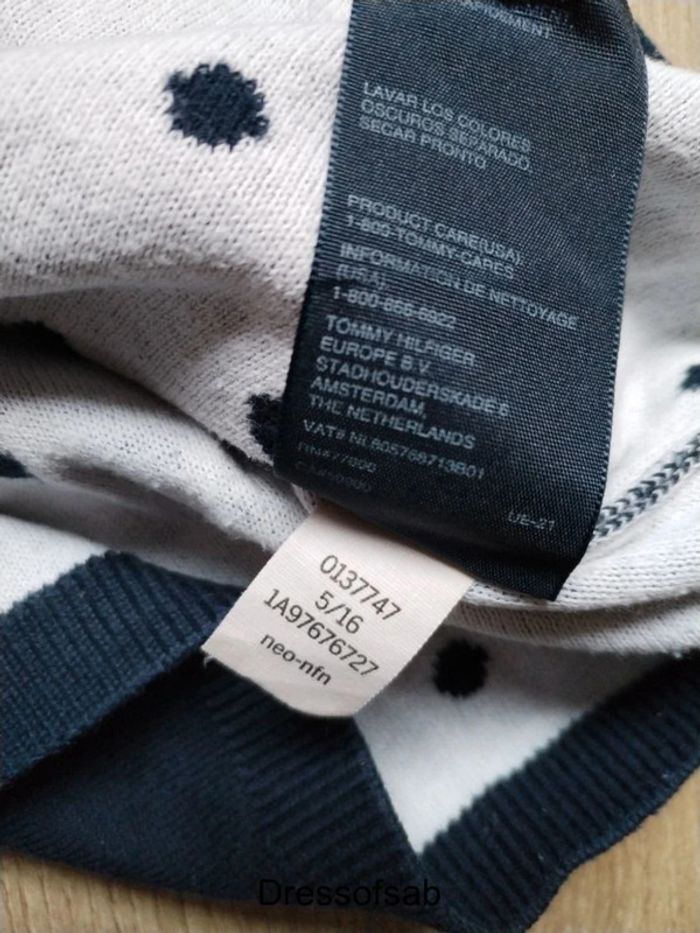 LAVAR LOS COLORES
OSCUROS SEPARADO,
SECAR PRONTO
PRODUCT CARE(USA)
1-800-TOMMY-CARES
INFORMATION DE NETTOYAGE
(USA)
1-800-866-6922
TOMMY HILFIGER
EUROPE B.V
STADHOUDERSKADE 6
AMSTERDAM,
THE NETHERLANDS
VAT# NL805769713B01
UE-21
0137747
5/16
1A97676727
neo-nfn
Dressofsab